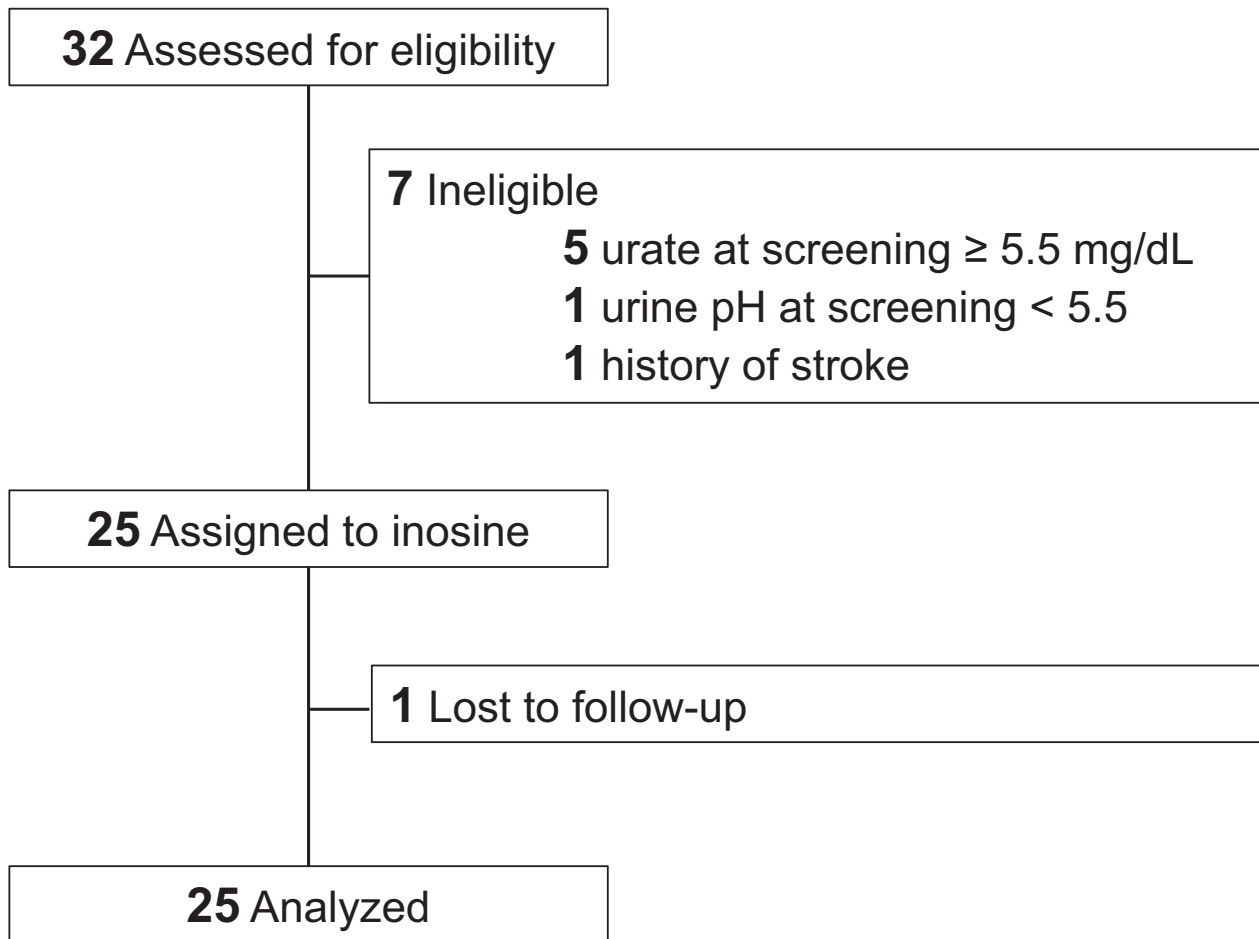 32 Assessed for eligibility
7 Ineligible
5 urate at screening ≥ 5.5 mg/dL
1 urine pH at screening < 5.5
1 history of stroke
25 Assigned to inosine
1 Lost to follow-up
25 Analyzed